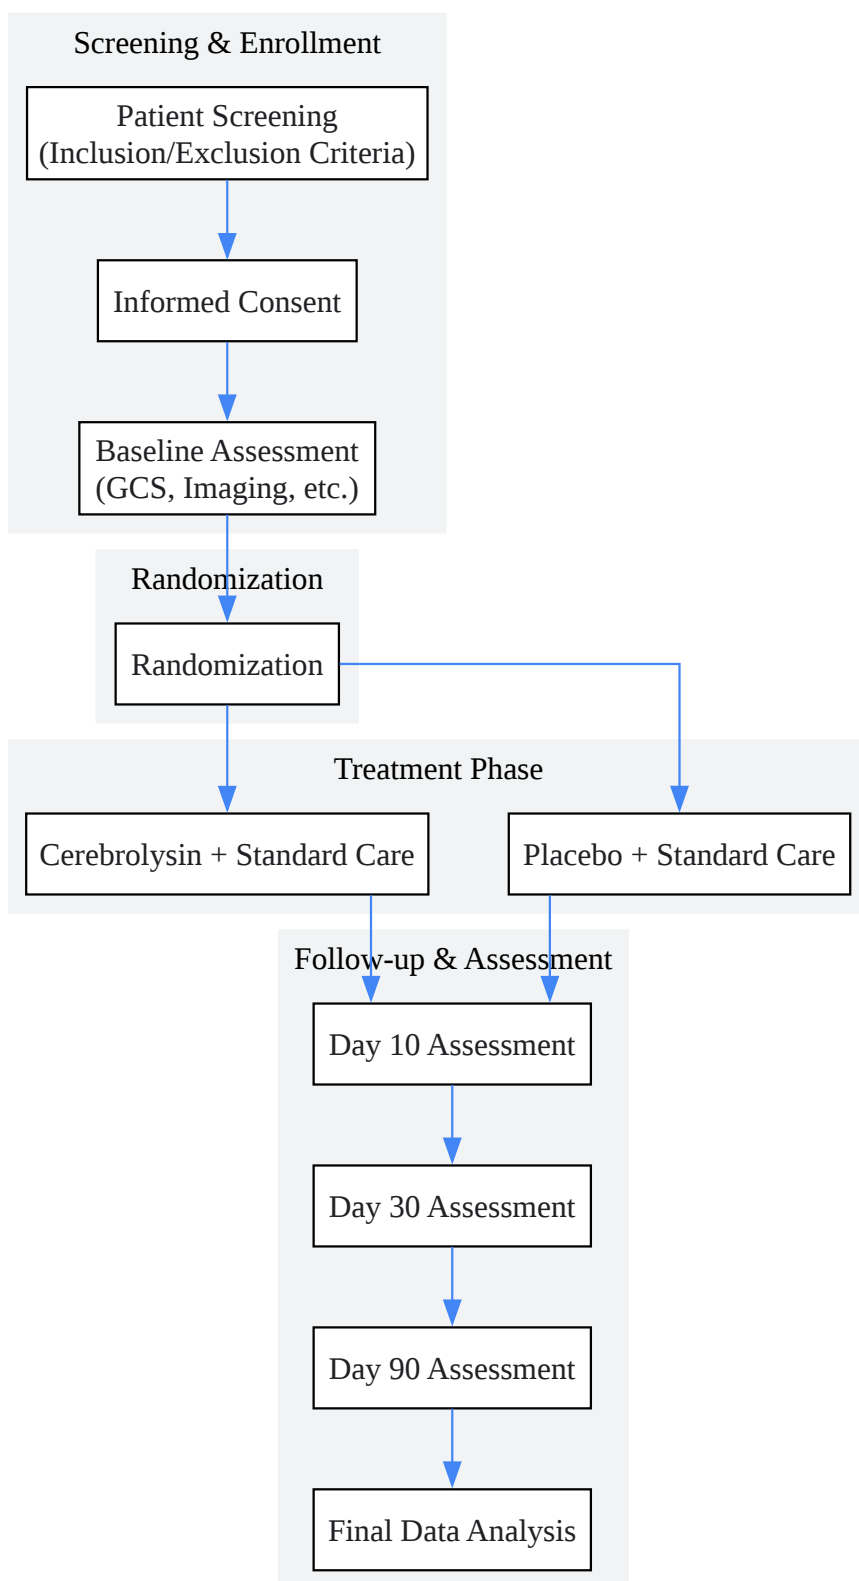 Screening & Enrollment
Patient Screening
(Inclusion/Exclusion Criteria)
Informed Consent
Baseline Assessment
(GCS, Imaging, etc.)
Randomization
Randomization
Treatment Phase
Cerebrolysin + Standard Care
Placebo + Standard Care
Follow-up & Assessment
Day 10 Assessment
Day 30 Assessment
Day 90 Assessment
Final Data Analysis